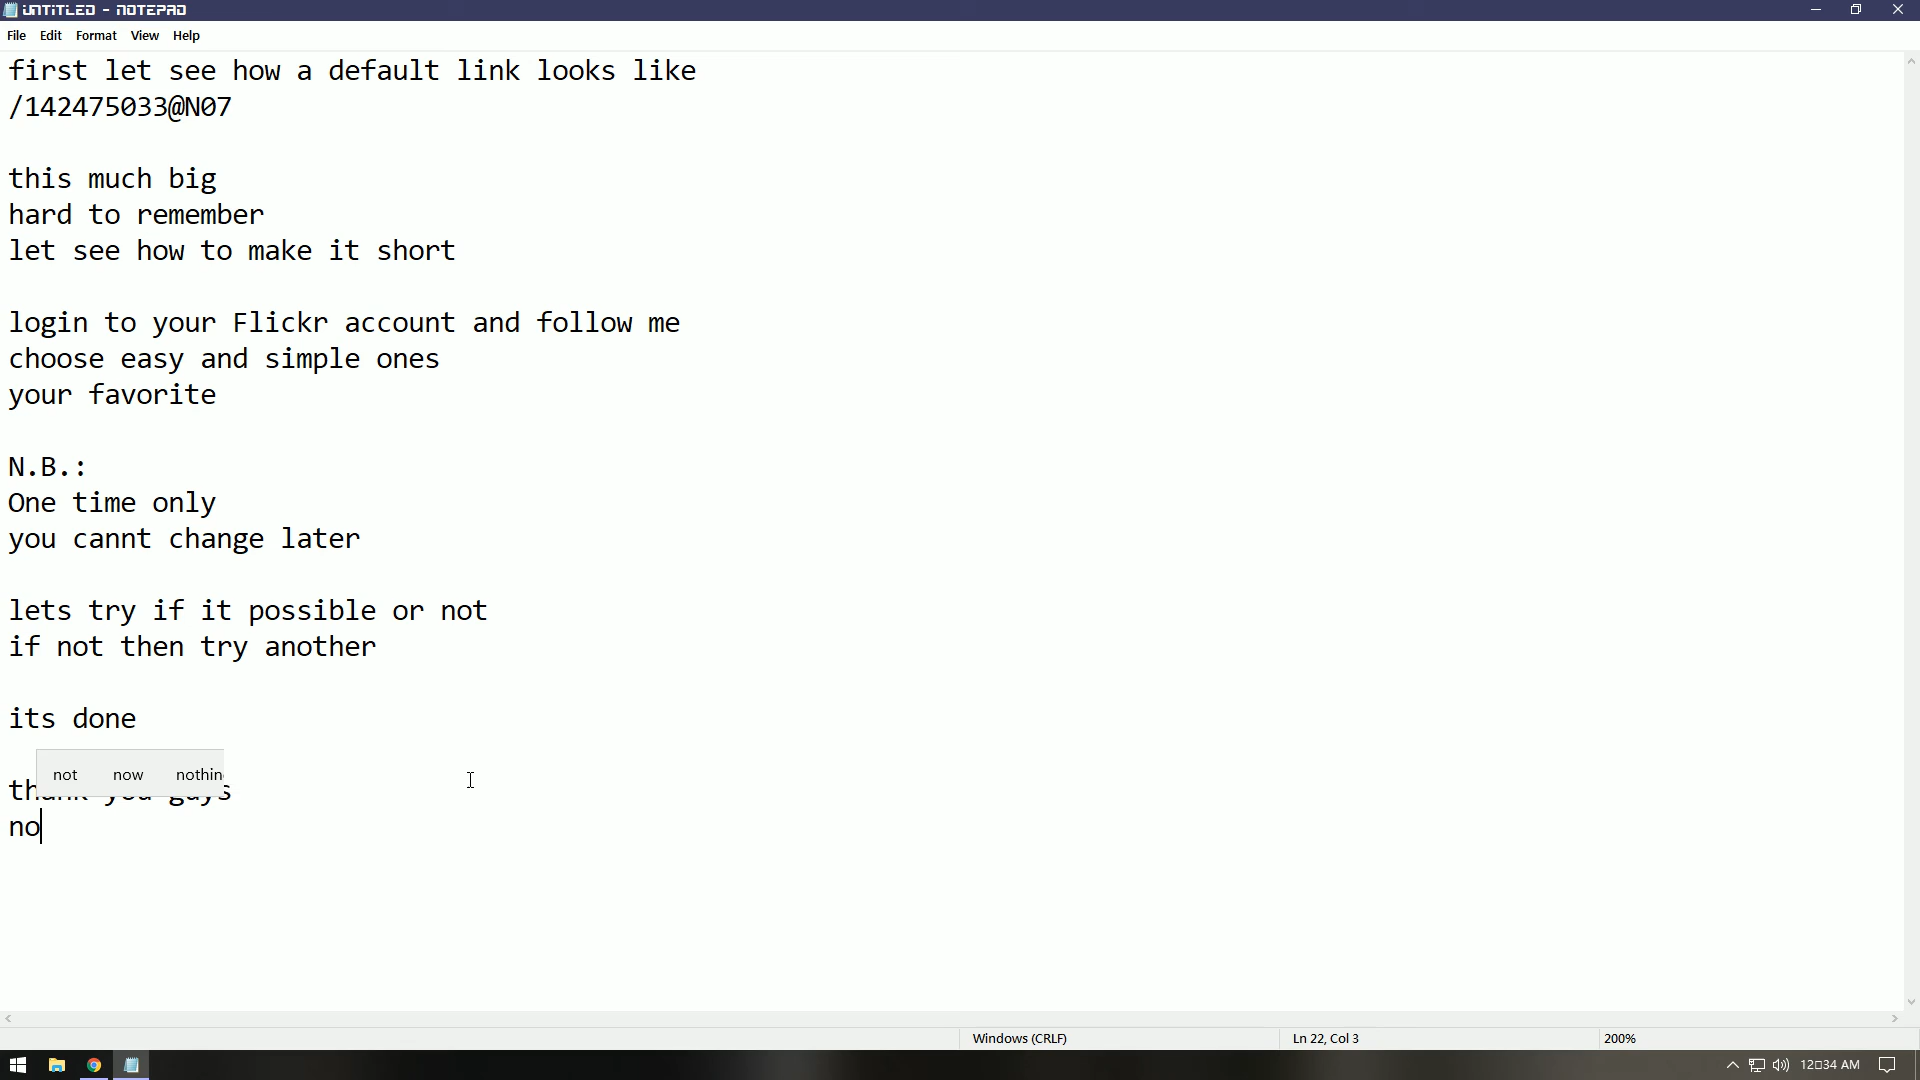 Untitled - Notepad
File Edit Format View Help
first let see how a default link looks like
/142475033@N07
this much big
hard to remember
let see how to make it short
login to your Flickr account and follow me
choose easy and simple ones
your favorite
N.B.:
One time only
you cannt change later
lets try if it possible or not
if not then try another
its done
not now nothin
thank you guys
no
Windows (CRLF) Ln 22, Col 3 200%
12□34 AM